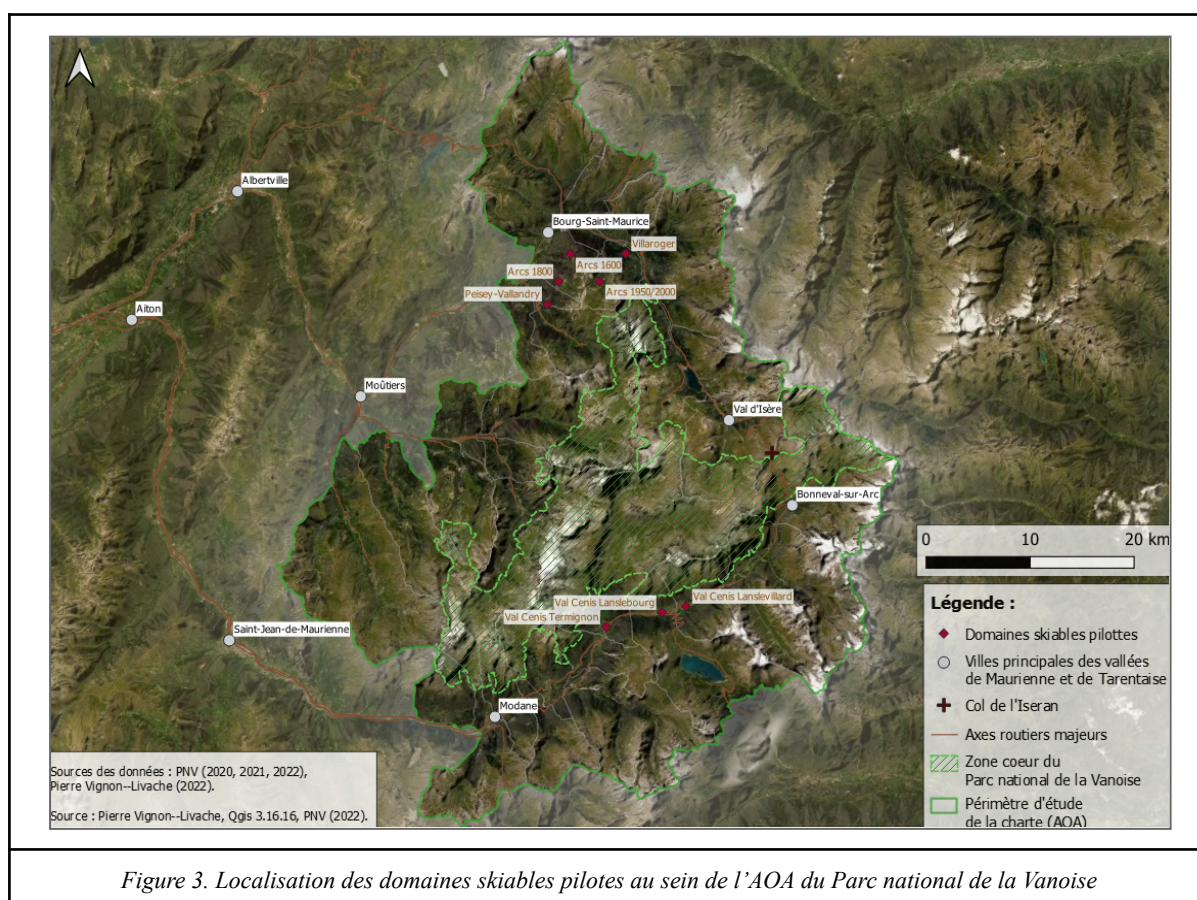 Albertville
Bourg-Saint-Maurice
Villaroger
Arcs 1600
Arcs 1800
Arcs 1950/2000
Peisey-Vallandry
Aiton
Moûtiers
Val d'Isère
Bonneval-sur-Arc
0 10 20 km
Val Cenis Lanslebourg
Val Cenis Lanslevillard
Val Cenis Termignon
Saint-Jean-de-Maurienne
Modane
Légende :
Domaines skiables pilottes
Villes principales des vallées
de Maurienne et de Tarentaise
Col de l'Iseran
Axes routiers majeurs
Zone coeur du
Parc national de la Vanoise
Périmètre d'étude
de la charte (AOA)
Sources des données : PNV (2020, 2021, 2022),
Pierre Vignon--Livache (2022).
Source : Pierre Vignon--Livache, Qgis 3.16.16, PNV (2022).
Figure 3. Localisation des domaines skiables pilotes au sein de l'AOA du Parc national de la Vanoise